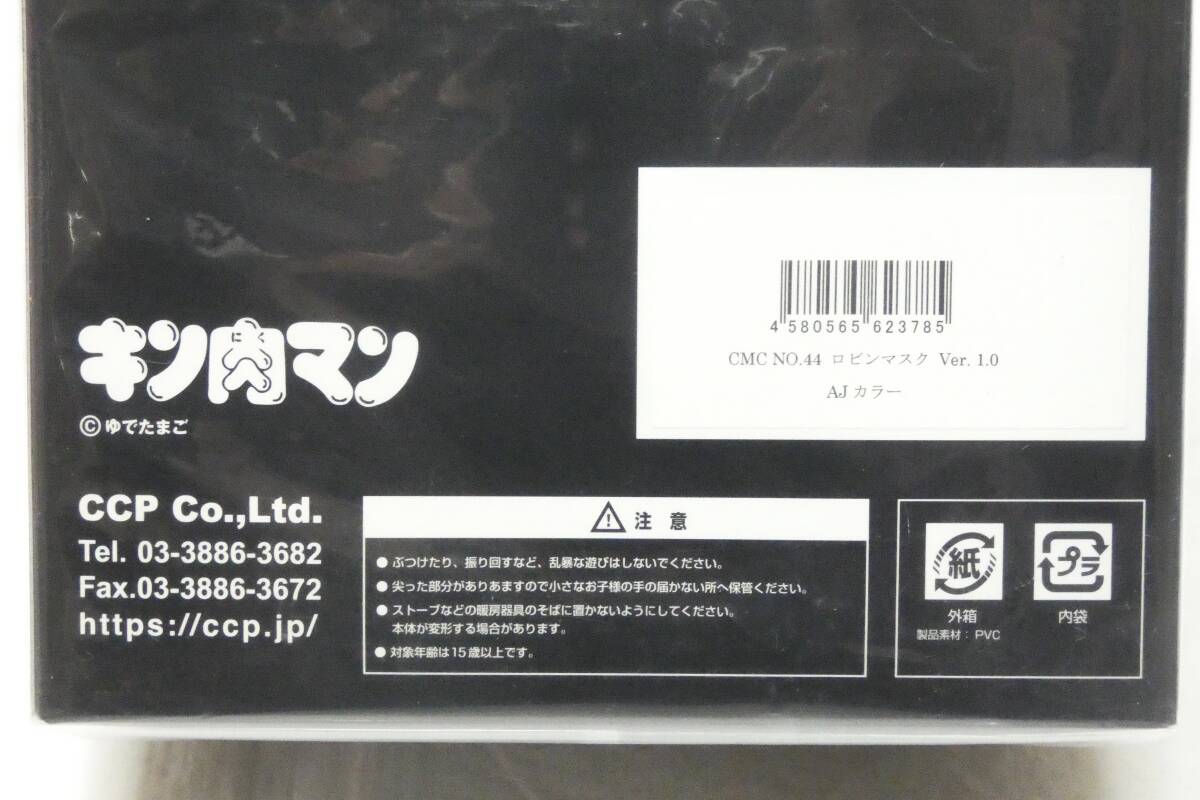 4 580565 623785
CMC NO.44 ロビンマスク Ver. 1.0
AJカラー
キン肉マン
にく
©ゆでたまご
CCP Co.,Ltd.
Tel. 03-3886-3682
Fax.03-3886-3672
https://ccp.jp/
注意
● ぶつけたり、振り回すなど、乱暴な遊びはしないでください。
● 尖った部分がありあますので小さなお子様の手の届かない所へ保管ください。
● ストーブなどの暖房器具のそばに置かないようにしてください。
本体が変形する場合があります。
● 対象年齢は15歳以上です。
紙
外箱
製品素材：PVC
プラ
内袋